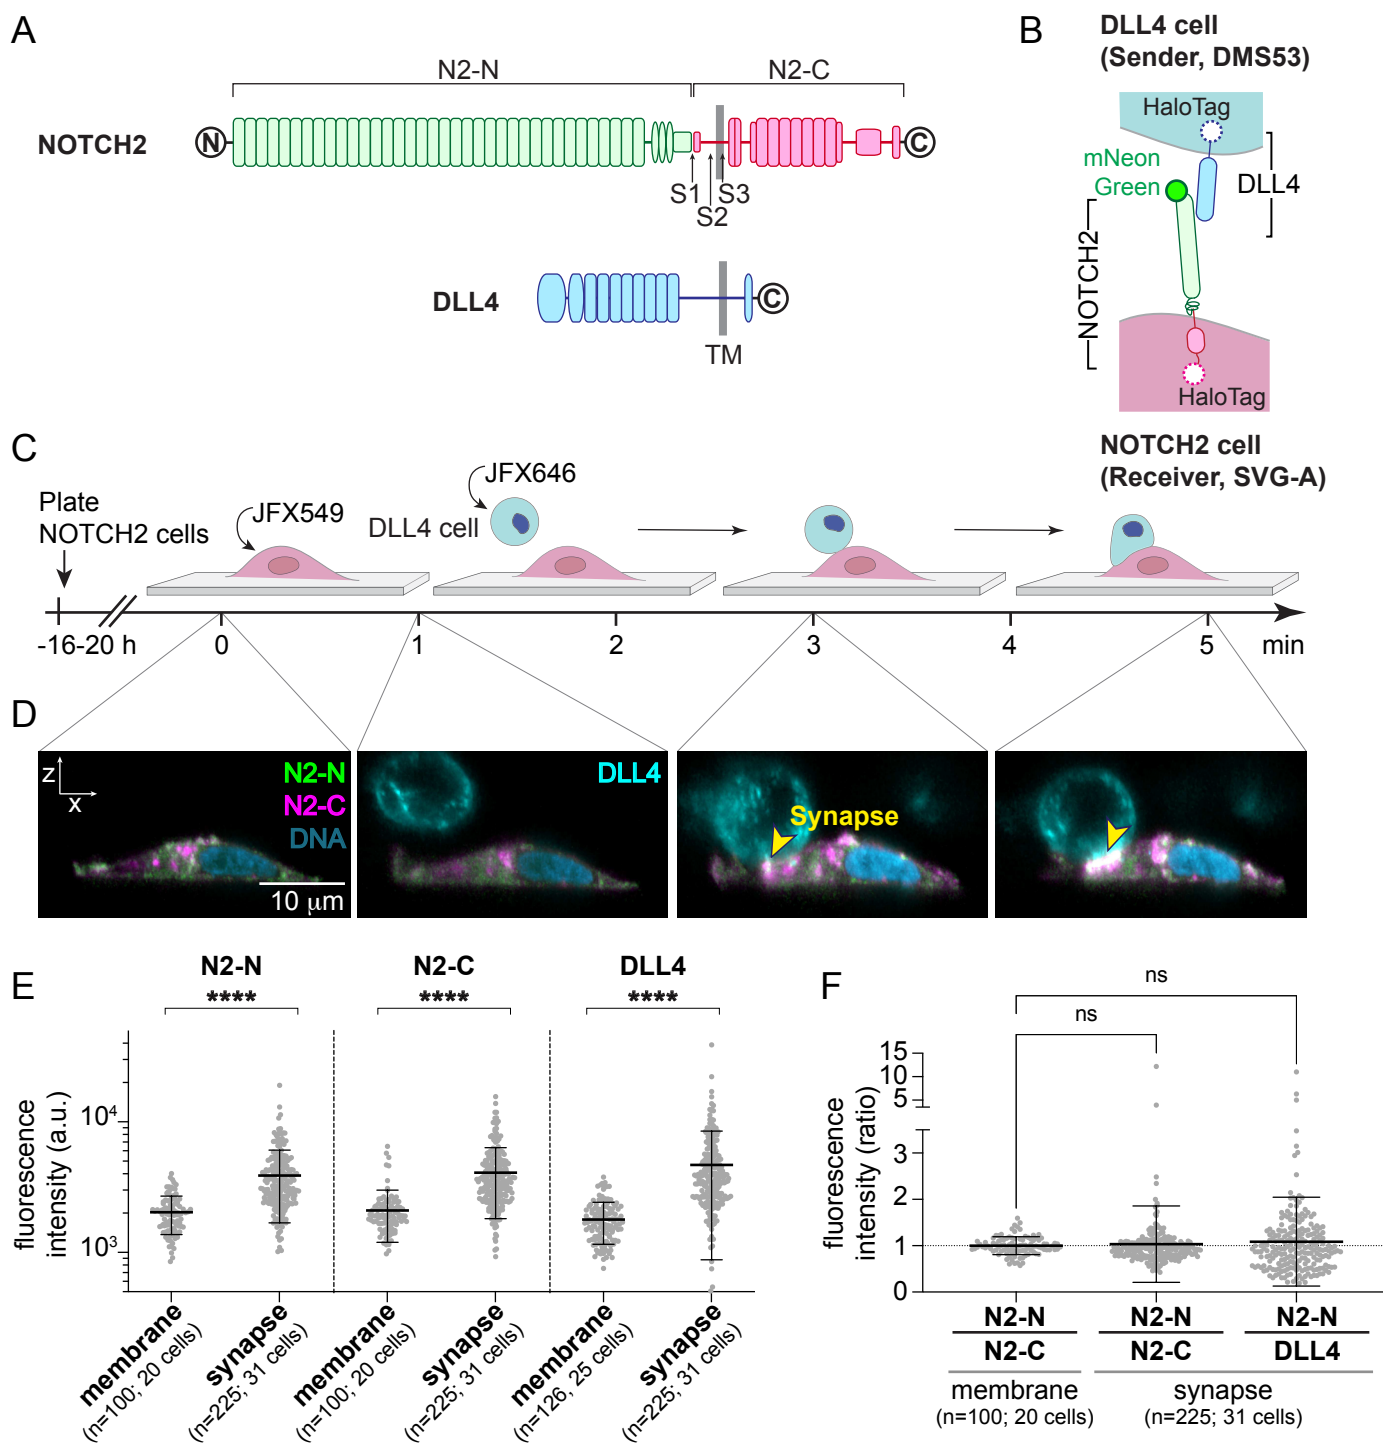 A
N2-N
N2-C
NOTCH2
N
C
S1
S2
S3
DLL4
C
TM
B
DLL4 cell
(Sender, DMS53)
HaloTag
mNeon
Green
DLL4
NOTCH2
HaloTag
NOTCH2 cell
(Receiver, SVG-A)
C
Plate
NOTCH2 cells
JFX549
DLL4 cell
JFX646
-16-20 h
0
1
2
3
4
5
min
D
z
x
N2-N
N2-C
DNA
10 μm
DLL4
Synapse
E
N2-N
N2-C
DLL4
****
****
****
fluorescence
intensity (a.u.)
10⁴
10³
membrane
(n=100; 20 cells)
synapse
(n=225; 31 cells)
membrane
(n=100; 20 cells)
synapse
(n=225; 31 cells)
membrane
(n=126, 25 cells)
synapse
(n=225; 31 cells)
F
ns
ns
fluorescence
intensity (ratio)
15
10
5
3
2
1
0
N2-N
N2-C
N2-N
N2-C
N2-N
DLL4
membrane
(n=100; 20 cells)
synapse
(n=225; 31 cells)